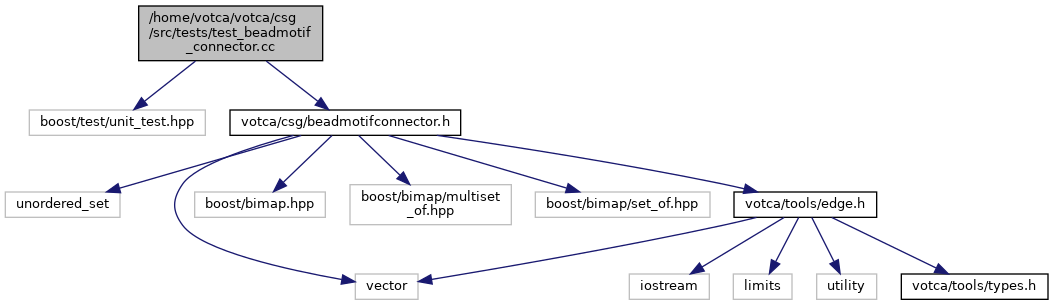 /home/votca/votca/csg
/src/tests/test_beadmotif
_connector.cc
boost/test/unit_test.hpp
votca/csg/beadmotifconnector.h
unordered_set
boost/bimap.hpp
boost/bimap/multiset
_of.hpp
boost/bimap/set_of.hpp
votca/tools/edge.h
vector
iostream
limits
utility
votca/tools/types.h